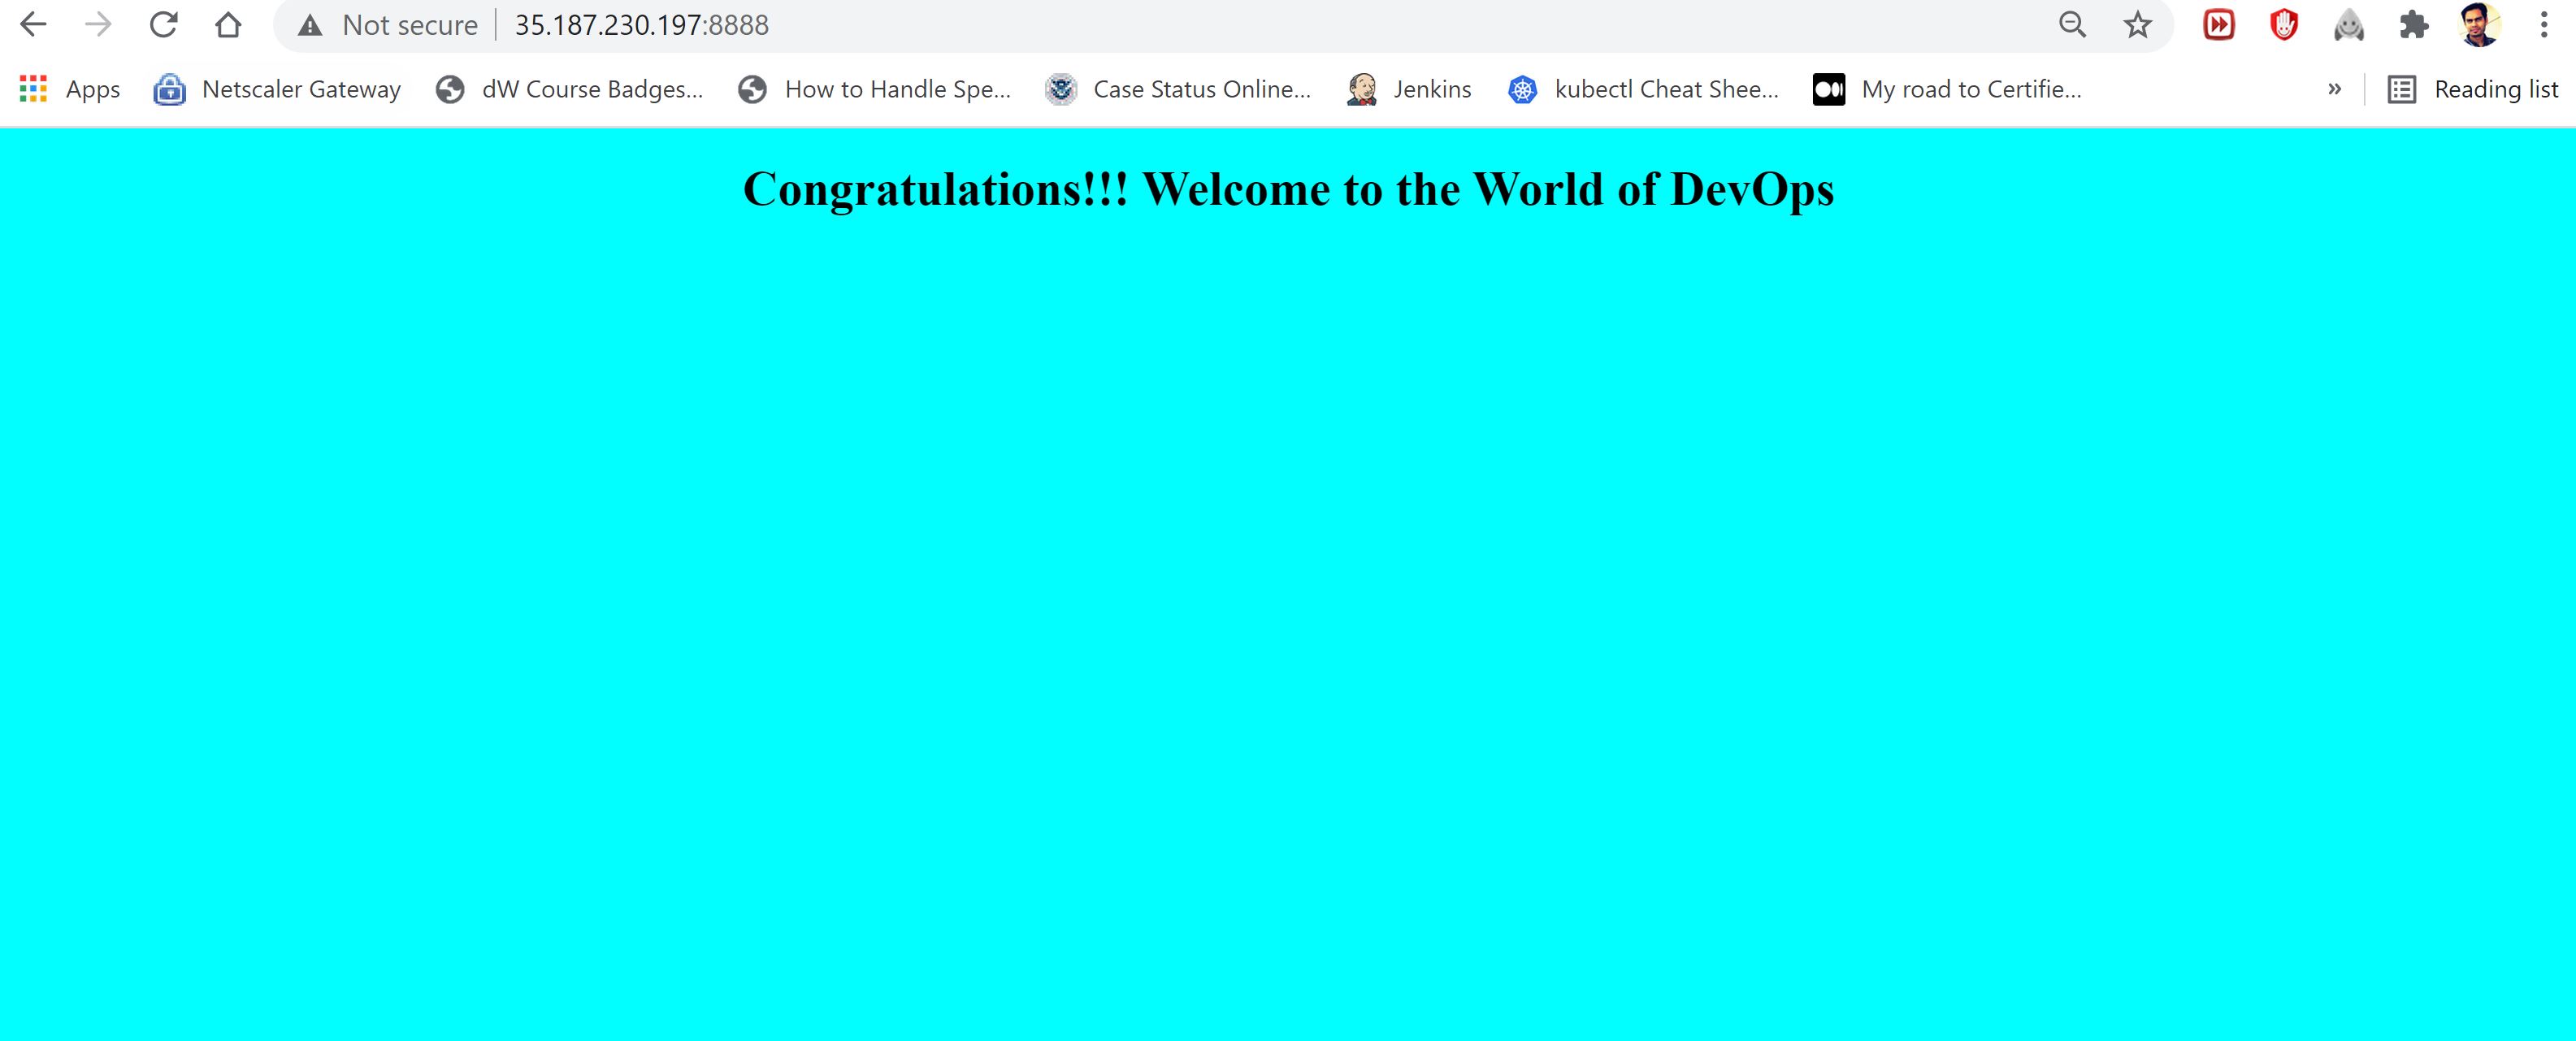 Not secure 35.187.230.197:8888
Apps Netscaler Gateway dW Course Badges... How to Handle Spe... Case Status Online... Jenkins kubectl Cheat Shee... My road to Certifie... » Reading list
Congratulations!!! Welcome to the World of DevOps